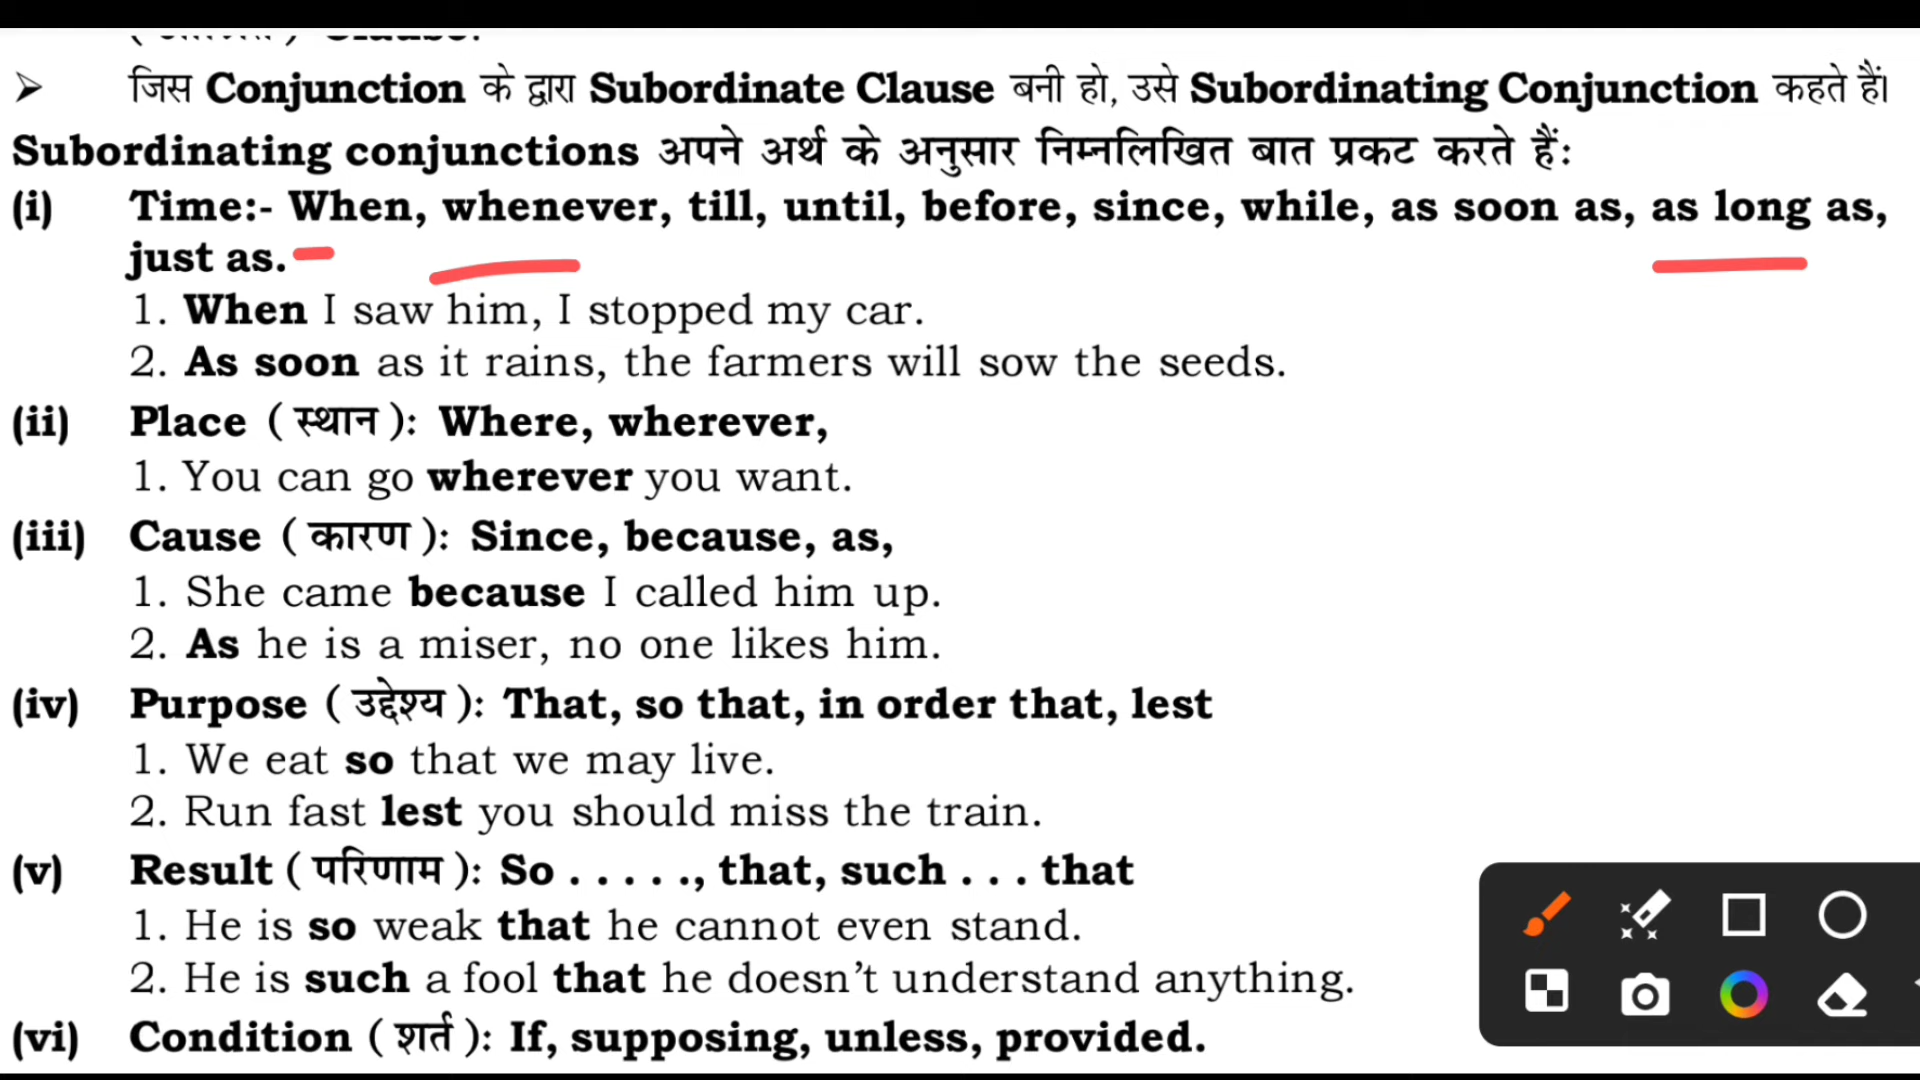 Clause.
➢ जिस Conjunction के द्वारा Subordinate Clause बनी हो, उसे Subordinating Conjunction कहते हैं।
Subordinating conjunctions अपने अर्थ के अनुसार निम्नलिखित बात प्रकट करते हैं:
(i) Time:- When, whenever, till, until, before, since, while, as soon as, as long as,
just as.
1. When I saw him, I stopped my car.
2. As soon as it rains, the farmers will sow the seeds.
(ii) Place ( स्थान ): Where, wherever,
1. You can go wherever you want.
(iii) Cause ( कारण ): Since, because, as,
1. She came because I called him up.
2. As he is a miser, no one likes him.
(iv) Purpose ( उद्देश्य ): That, so that, in order that, lest
1. We eat so that we may live.
2. Run fast lest you should miss the train.
(v) Result ( परिणाम ): So . . . . ., that, such . . . that
1. He is so weak that he cannot even stand.
2. He is such a fool that he doesn’t understand anything.
(vi) Condition ( शर्त ): If, supposing, unless, provided.